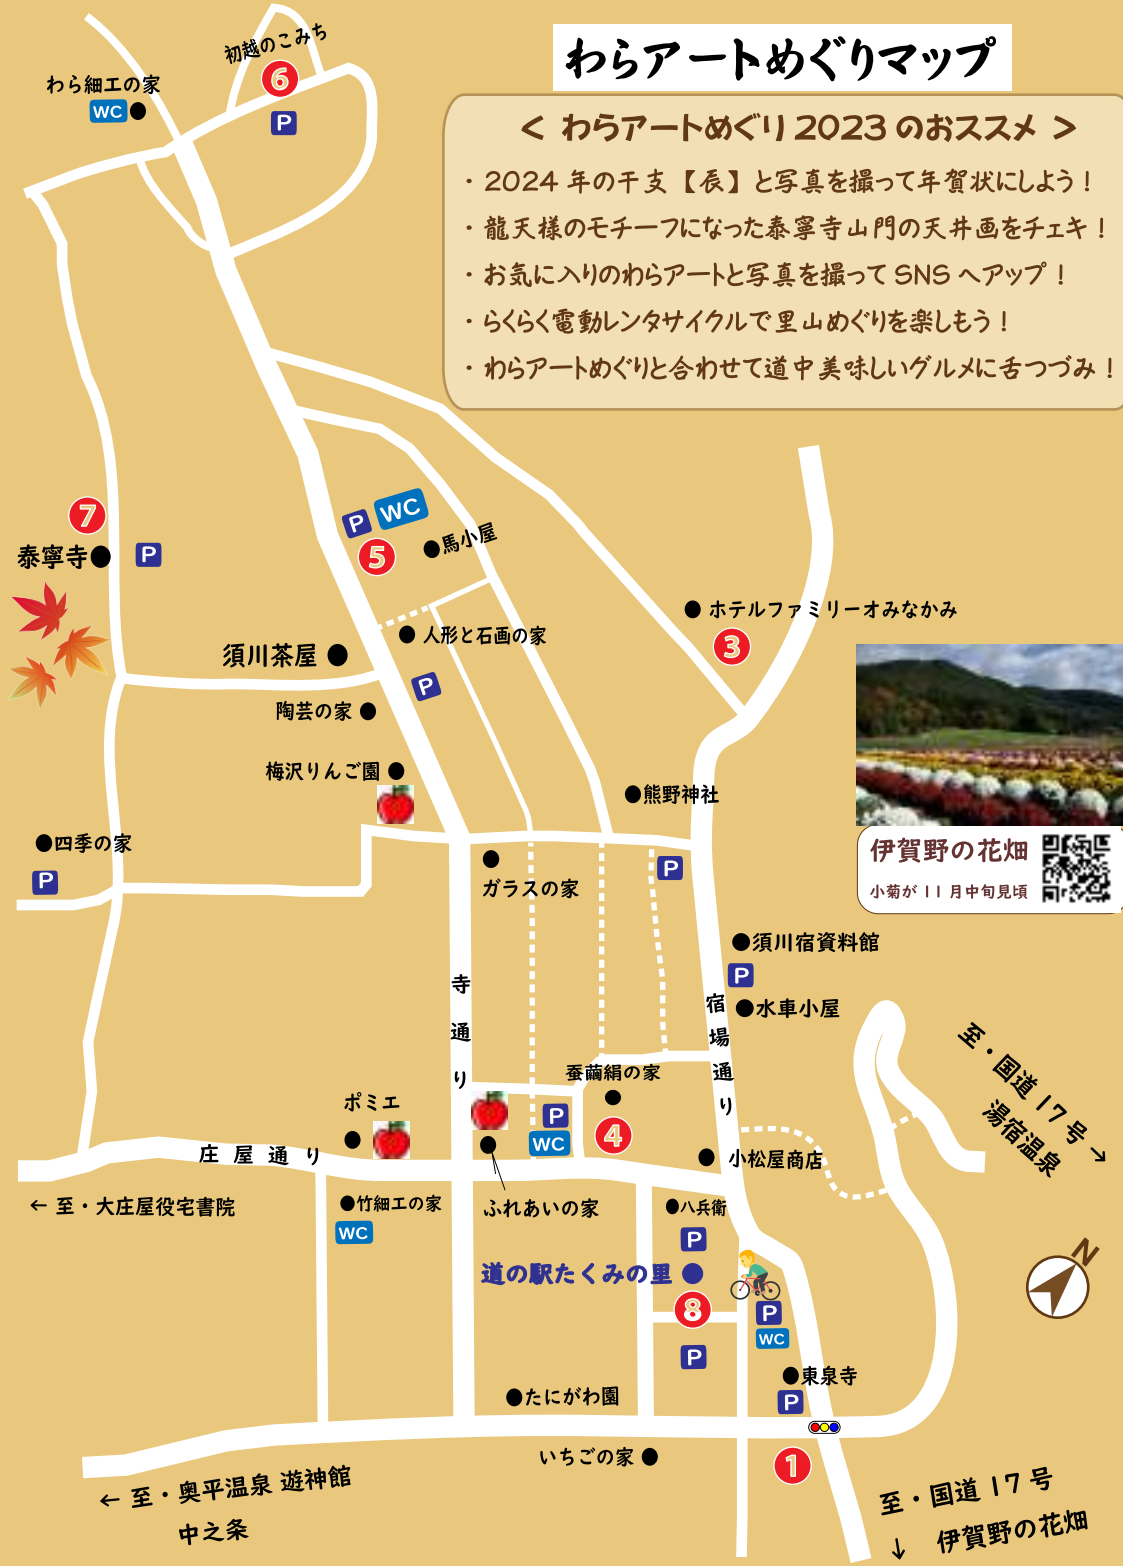 わらアートめぐりマップ
< わらアートめぐり2023のおススメ >
・2024年の干支【辰】と写真を撮って年賀状にしよう！
・龍天様のモチーフになった泰寧寺山門の天井画をチェキ！
・お気に入りのわらアートと写真を撮ってSNSへアップ！
・らくらく電動レンタサイクルで里山めぐりを楽しもう！
・わらアートめぐりと合わせて道中美味しいグルメに舌つづみ！
初越のこみち
6
P
わら細工の家
WC
7
泰寧寺
P
P
WC
5
馬小屋
人形と石画の家
須川茶屋
P
陶芸の家
梅沢りんご園
ホテルファミリーオみなかみ
3
熊野神社
四季の家
P
ガラスの家
P
伊賀野の花畑
小菊が11月中旬見頃
須川宿資料館
P
水車小屋
寺通り
宿場通り
蚕繭絹の家
ポミエ
P
WC
4
小松屋商店
至・国道17号→
湯宿温泉
庄屋通り
←至・大庄屋役宅書院
竹細工の家
WC
ふれあいの家
八兵衛
P
道の駅たくみの里
8
P
P
WC
N
東泉寺
P
たにがわ園
いちごの家
1
←至・奥平温泉 遊神館
中之条
至・国道17号
↓ 伊賀野の花畑